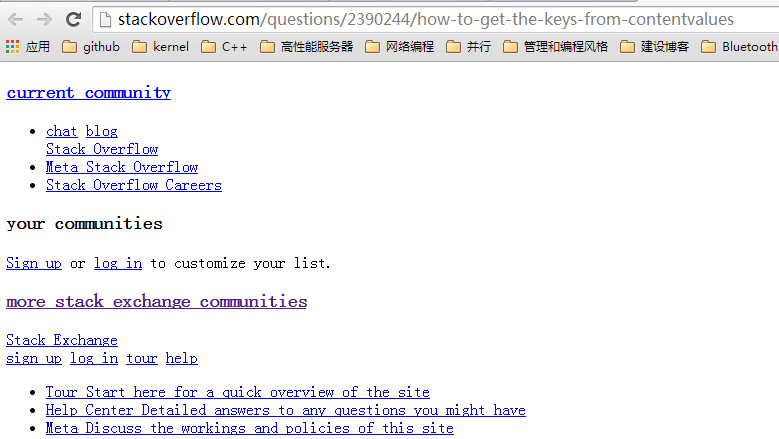 stackoverflow.com/questions/2390244/how-to-get-the-keys-from-contentvalues
应用 github kernel C++ 高性能服务器 网络编程 并行 管理和编程风格 建设博客 Bluetooth
current community
chat blog
Stack Overflow
Meta Stack Overflow
Stack Overflow Careers
your communities
Sign up or log in to customize your list.
more stack exchange communities
Stack Exchange
sign up log in tour help
Tour Start here for a quick overview of the site
Help Center Detailed answers to any questions you might have
Meta Discuss the workings and policies of this site